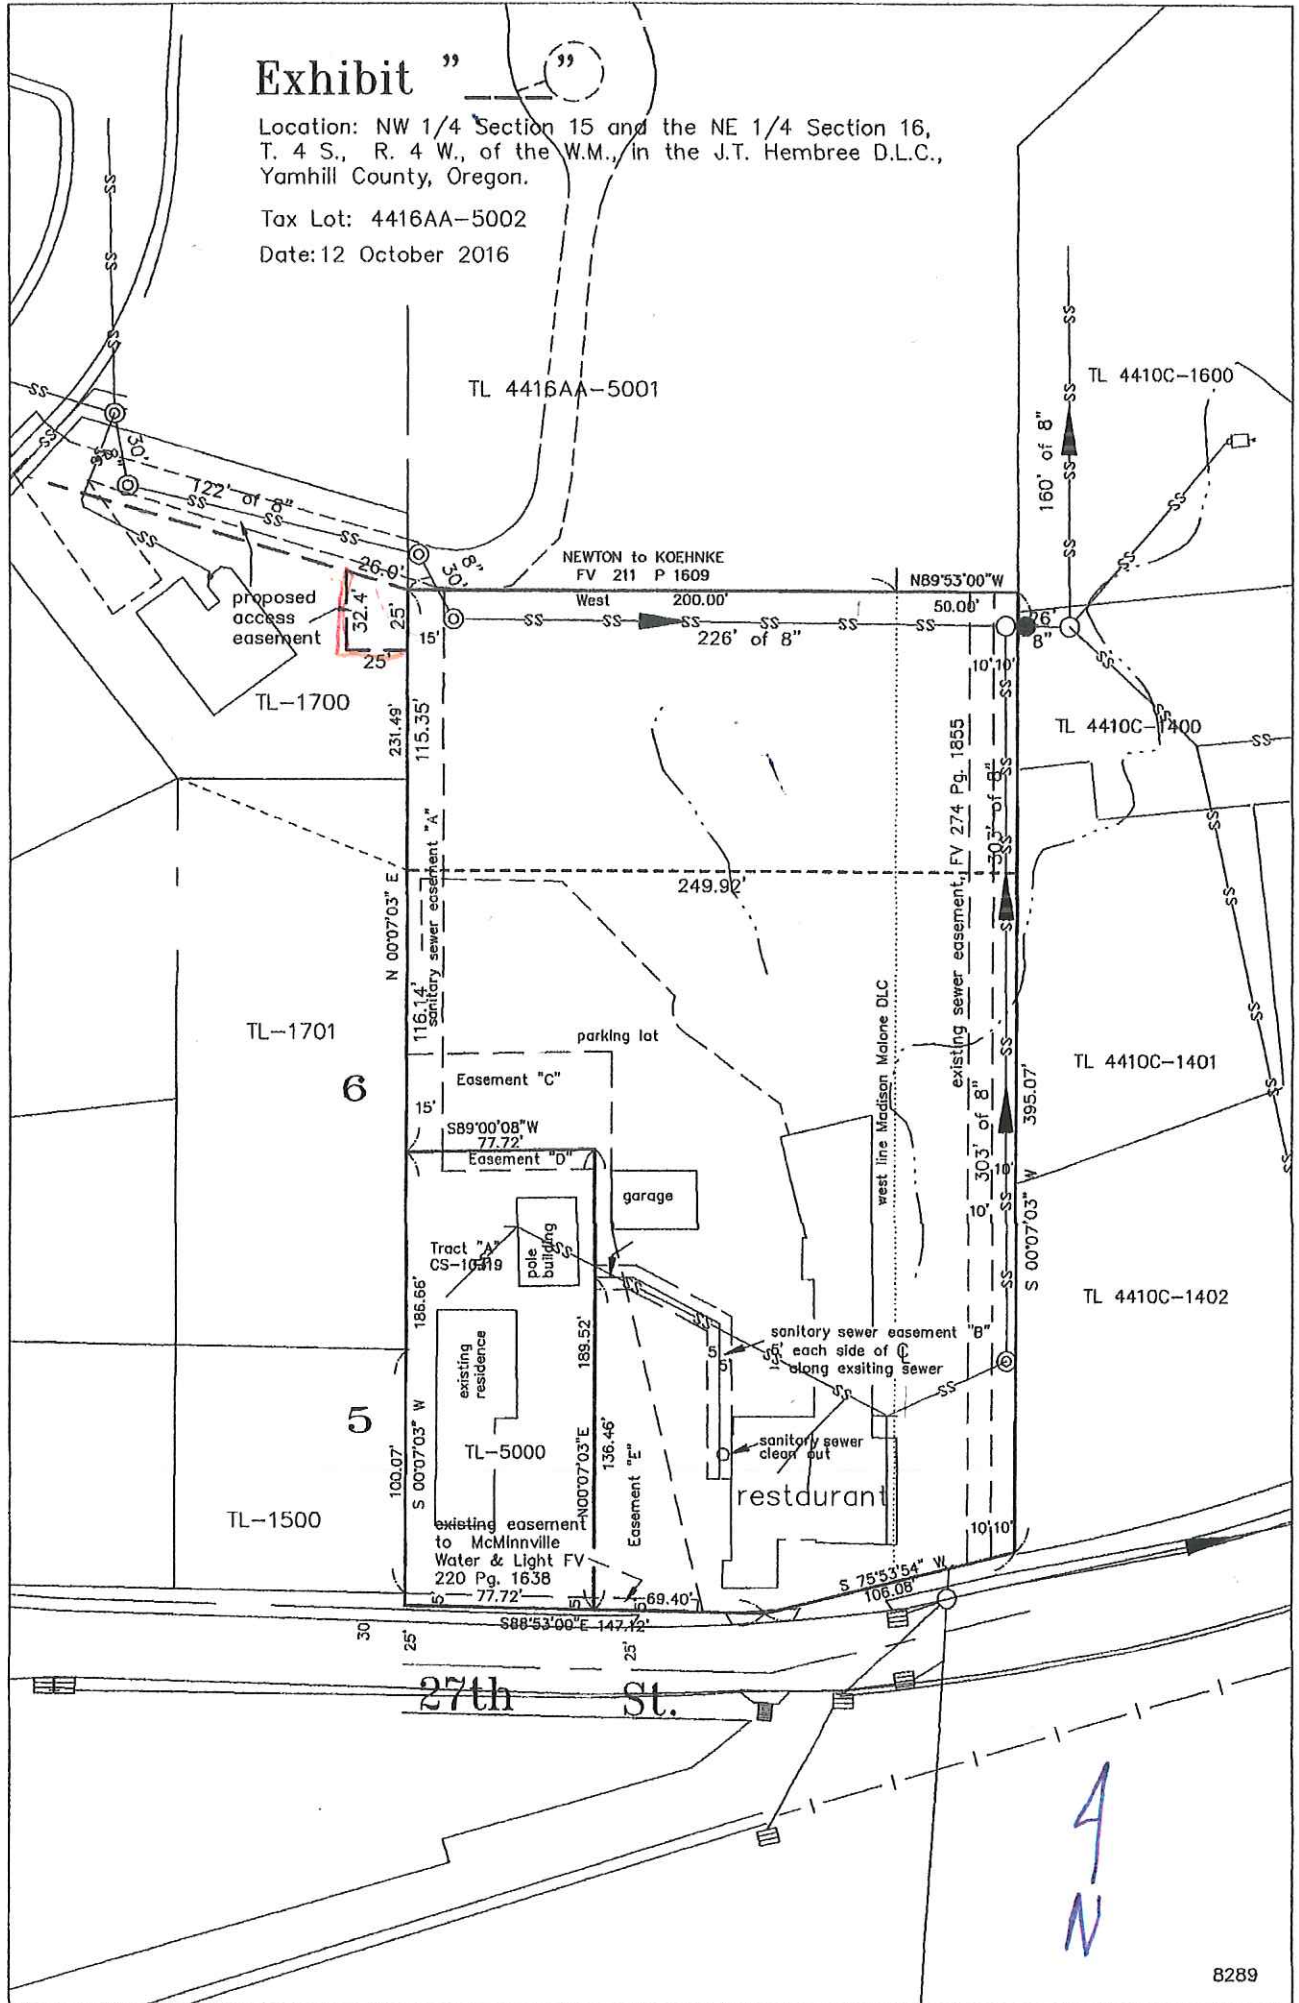 Exhibit "____"
Location: NW 1/4 Section 15 and the NE 1/4 Section 16,
T. 4 S., R. 4 W., of the W.M., in the J.T. Hembree D.L.C.,
Yamhill County, Oregon.
Tax Lot: 4416AA-5002
Date: 12 October 2016
TL 4416AA-5001
TL 4410C-1600
160' of 8"
30'
8"
122' of 8"
26.0'
30'
8"
NEWTON to KOEHNKE
FV 211 P 1609
West 200.00'
N89°53'00"W
50.00'
26'
8"
226' of 8"
proposed
access
easement
32.4'
25'
25'
15'
10' 10'
TL-1700
231.49'
115.35'
TL 4410C-1400
sanitary sewer easement "A"
existing sewer easement, FV 274 Pg. 1855
303' of 8"
249.92'
N 00°07'03" E
116.14'
west line Madison Malone DLC
TL-1701
parking lot
TL 4410C-1401
6
Easement "C"
15'
S89°00'08"W
77.72'
Easement "D"
303' of 8"
395.07'
10'
10'
S 00°07'03" W
garage
pole
building
Tract "A"
CS-10319
186.66'
189.52'
TL 4410C-1402
sanitary sewer easement "B"
5' each side of ℄
along exsiting sewer
5
5'
existing
residence
5
TL-5000
100.07'
S 00°07'03" W
N00°07'03"E
136.46'
Easement "E"
sanitary sewer
clean out
restaurant
TL-1500
existing easement
to McMinnville
Water & Light FV
220 Pg. 1638
77.72'
69.40'
5'
5'
5'
10' 10'
S 75°53'54" W
106.08'
S88°53'00"E 147.12'
30
25'
25'
27th St.
N
8289